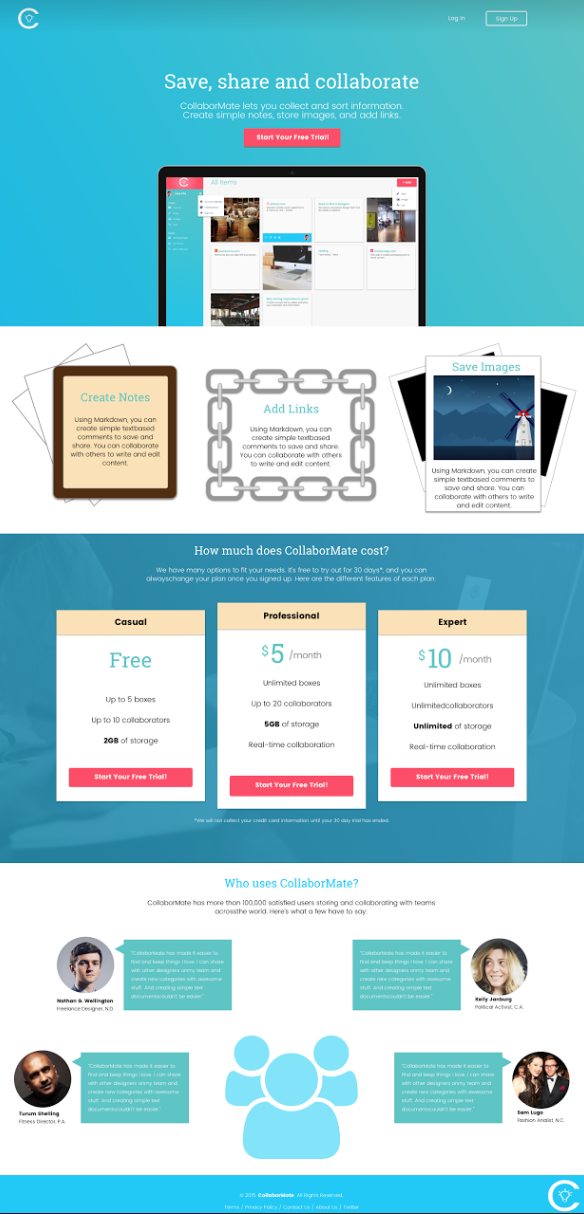 Log In
Sign Up
Save, share and collaborate
CollaborMate lets you collect and sort information.
Create simple notes, store images, and add links.
Start Your Free Trial!
All Items
Create Notes
Using Markdown, you can
create simple textbased
comments to save and
share. You can collaborate
with others to write and edit
content.
Add Links
Using Markdown, you can
create simple textbased
comments to save and share.
You can collaborate with others
to write and edit content.
Save Images
Using Markdown, you can create
simple textbased comments to
save and share. You can
collaborate with others to write
and edit content.
How much does CollaborMate cost?
We have many options to fit your needs. It's free to try out for 30 days*, and you can
alwayschange your plan once you signed up. Here are the different features of each plan:
Casual
Free
Up to 5 boxes
Up to 10 collaborators
2GB of storage
Start Your Free Trial!
Professional
$5 /month
Unlimited boxes
Up to 20 collaborators
5GB of storage
Real-time collaboration
Start Your Free Trial!
Expert
$10 /month
Unlimited boxes
Unlimitedcollaborators
Unlimited of storage
Real-time collaboration
Start Your Free Trial!
*We will not collect your credit card information until your 30 day trial has ended.
Who uses CollaborMate?
CollaborMate has more than 100,000 satisfied users storing and collaborating with teams
acrossthe world. Here's what a few have to say:
"CollaborMate has made it easier to
find and keep things I love. I can share
with other designers onmy team and
create new categories with awesome
stuff. And creating simple text
documentscouldn't be easier."
Nathan G. Wellington
Freelance Designer, N.D.
"CollaborMate has made it easier to
find and keep things I love. I can share
with other designers onmy team and
create new categories with awesome
stuff. And creating simple text
documentscouldn't be easier."
Kelly Janburg
Political Activist, C.A.
"CollaborMate has made it easier to
find and keep things I love. I can share
with other designers onmy team and
create new categories with awesome
stuff. And creating simple text
documentscouldn't be easier."
Turum Shelling
Fitness Director, P.A.
"CollaborMate has made it easier to
find and keep things I love. I can share
with other designers onmy team and
create new categories with awesome
stuff. And creating simple text
documentscouldn't be easier."
Sam Lugo
Fashion Analist, N.C.
© 2015 CollaborMate. All Rights Reserved.
Terms / Privacy Policy / Contact Us / About Us / Twitter